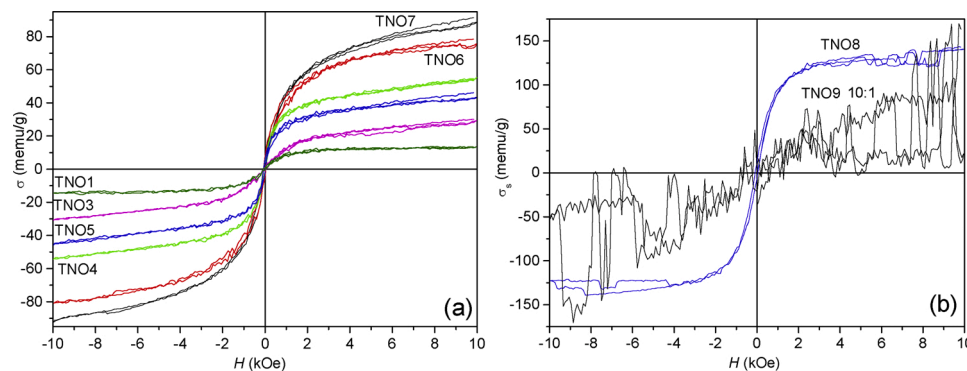 TNO7
TNO6
TNO1
TNO3
TNO5
TNO4
(a)
σ (memu/g)
80
60
40
20
0
-20
-40
-60
-80
-10 -8 -6 -4 -2 0 2 4 6 8 10
H (kOe)
TNO8
TNO9 10:1
(b)
σs (memu/g)
150
100
50
0
-50
-100
-150
-10 -8 -6 -4 -2 0 2 4 6 8 10
H (kOe)